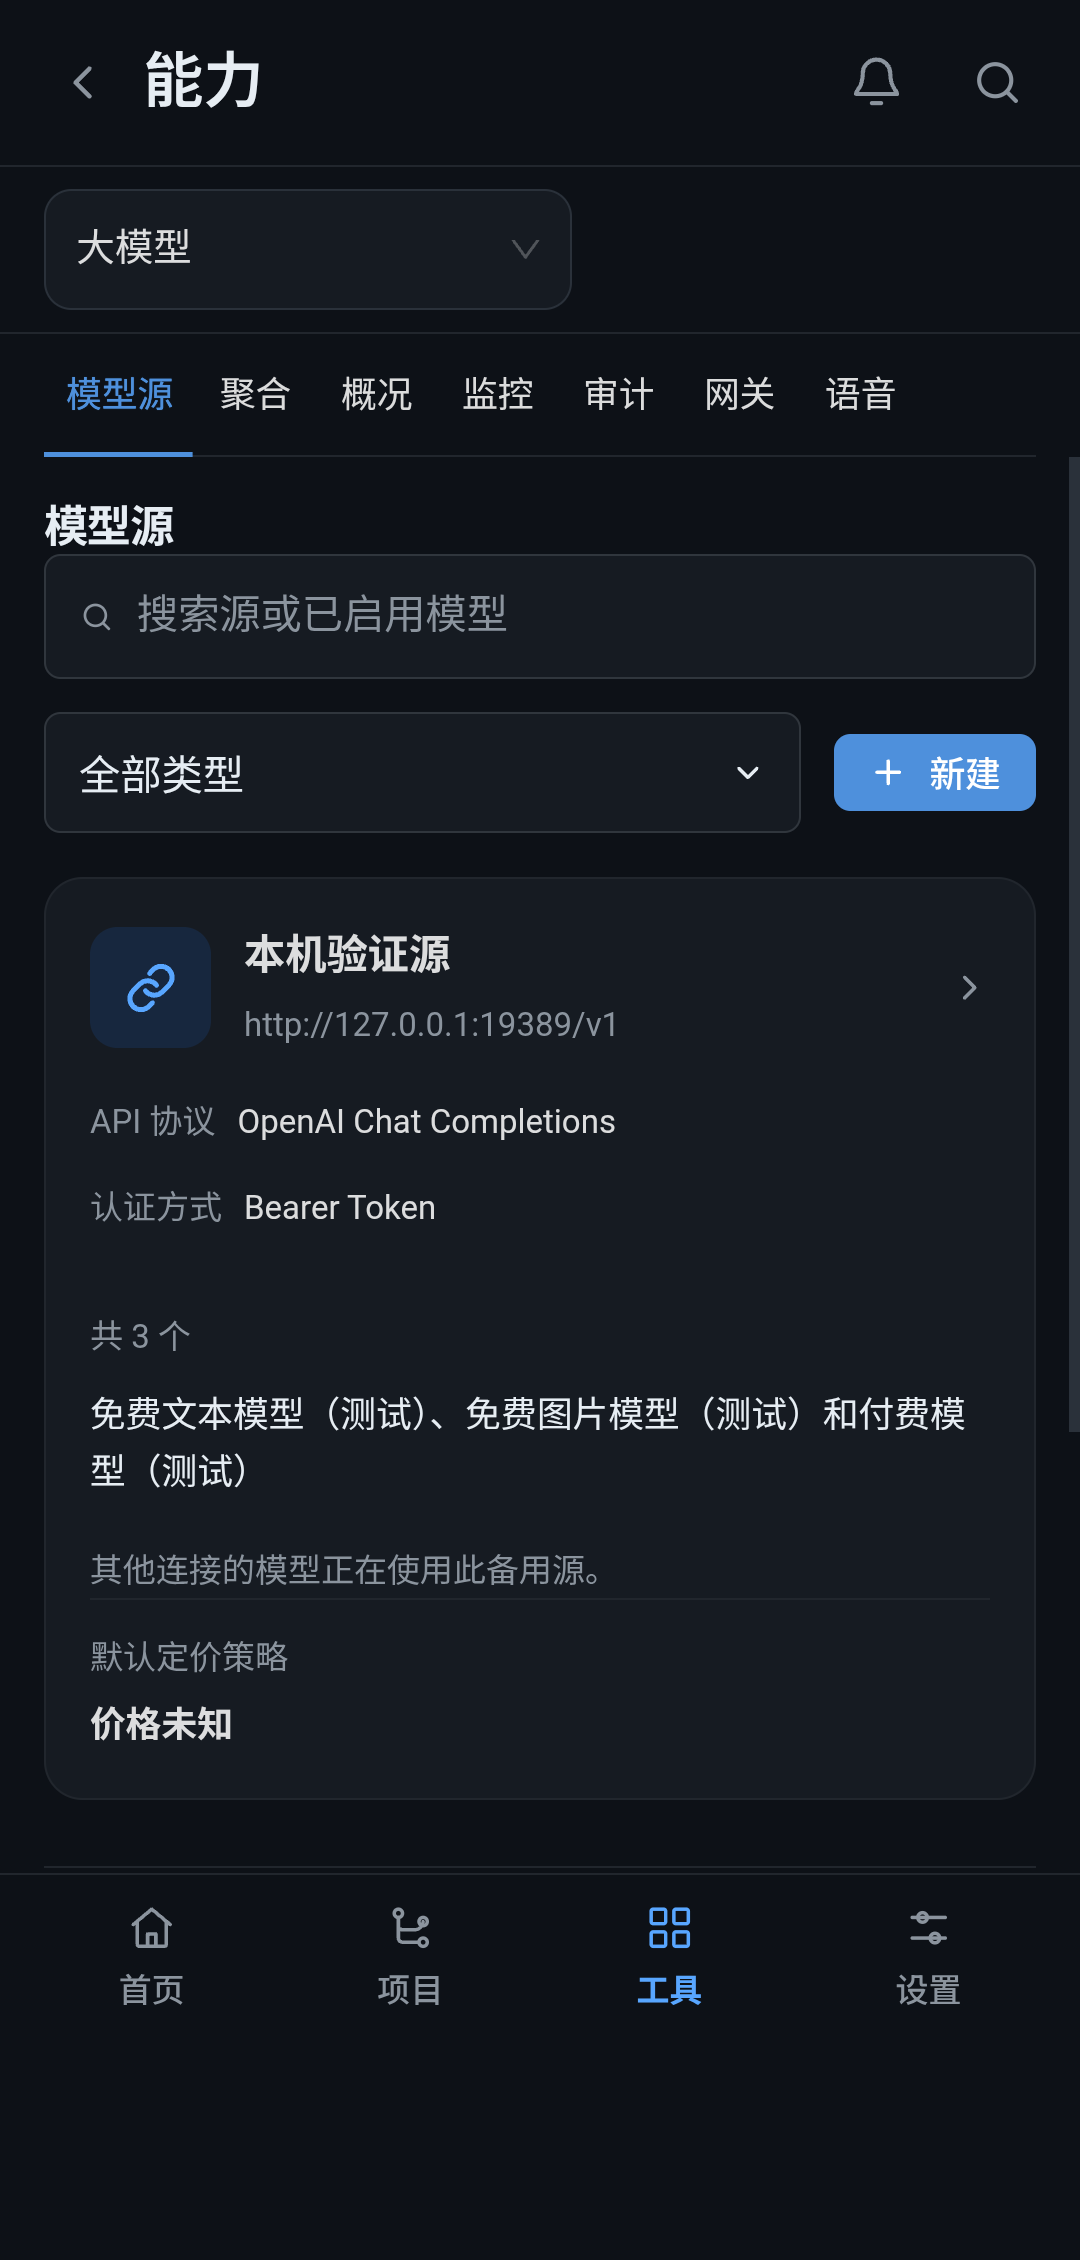 能力
大模型
模型源 聚合 概况 监控 审计 网关 语音
模型源
搜索源或已启用模型
全部类型
新建
本机验证源
http://127.0.0.1:19389/v1
API 协议 OpenAI Chat Completions
认证方式 Bearer Token
共 3 个
免费文本模型（测试）、免费图片模型（测试）和付费模
型（测试）
其他连接的模型正在使用此备用源。
默认定价策略
价格未知
首页 项目 工具 设置